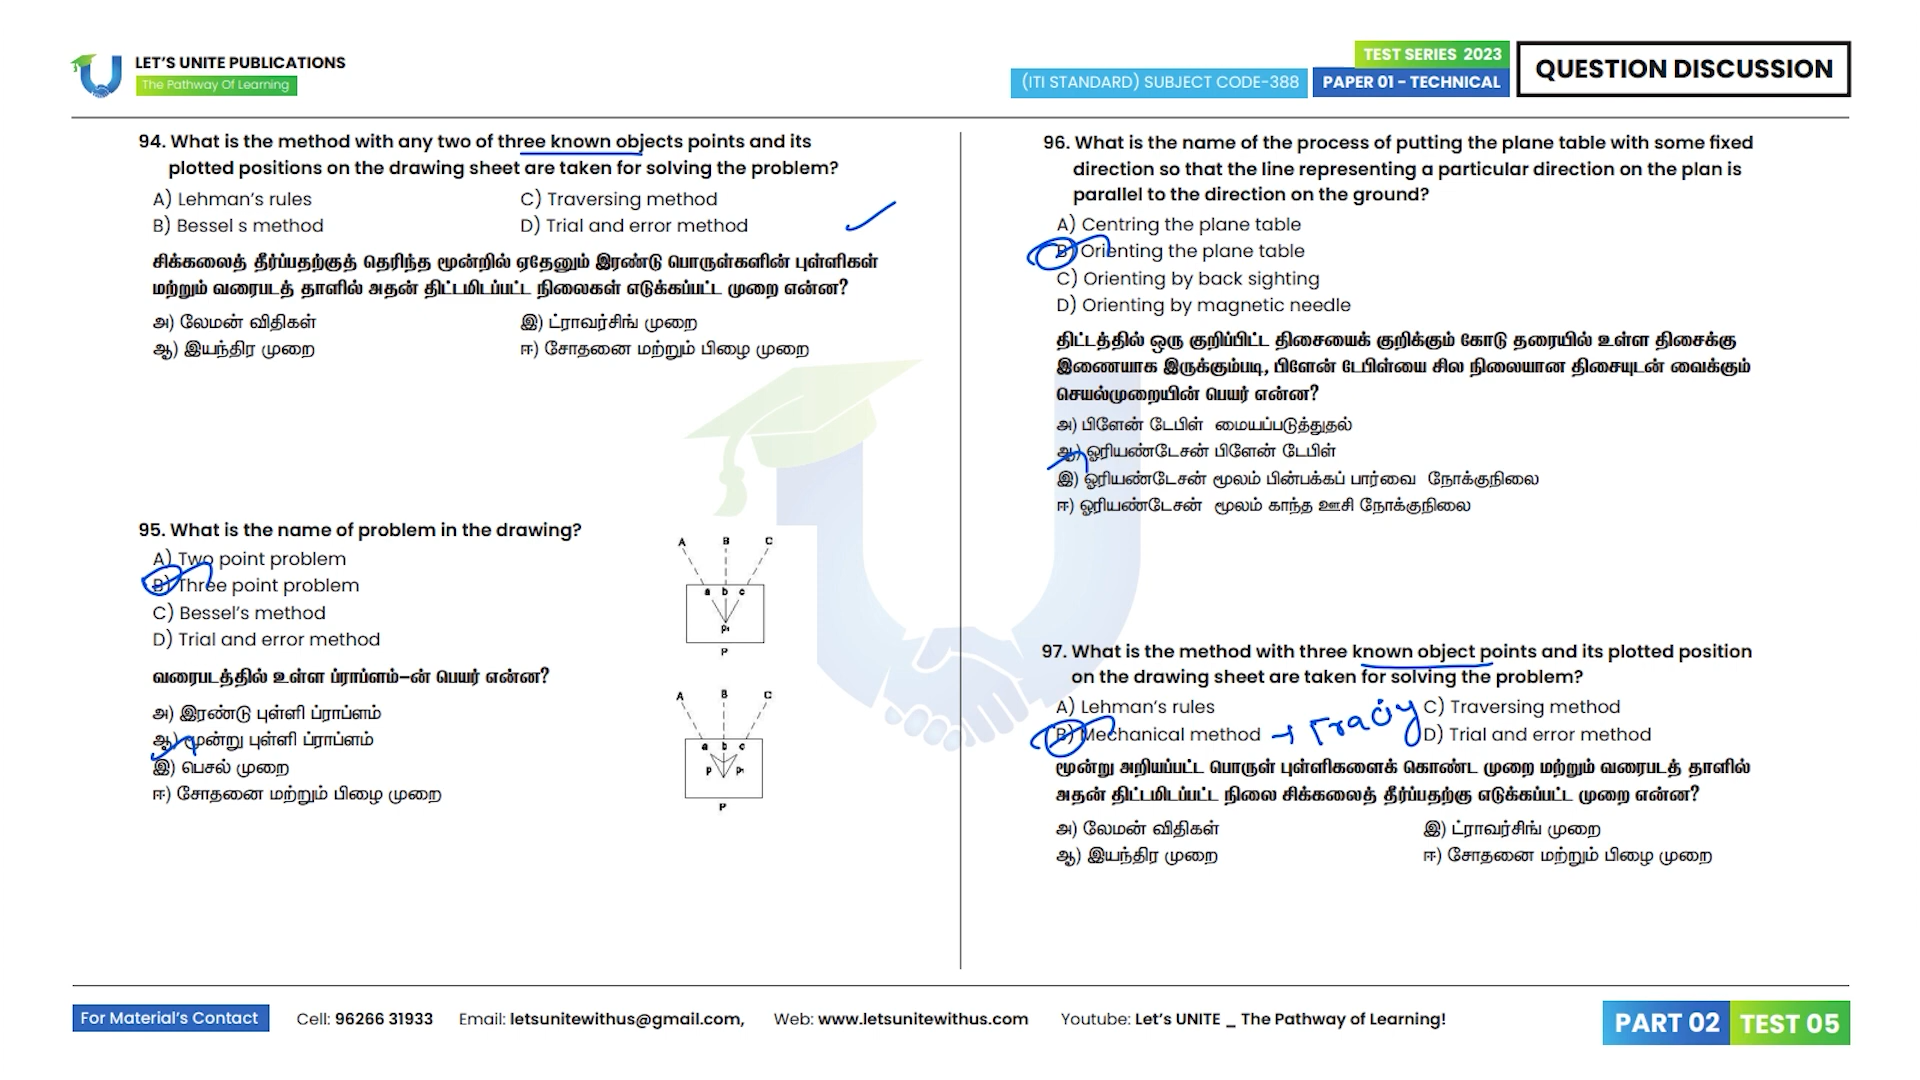 LET'S UNITE PUBLICATIONS
The Pathway Of Learning
TEST SERIES 2023
(ITI STANDARD) SUBJECT CODE-388
PAPER 01 - TECHNICAL
QUESTION DISCUSSION
94. What is the method with any two of three known objects points and its
plotted positions on the drawing sheet are taken for solving the problem?
A) Lehman's rules
C) Traversing method
B) Bessel s method
D) Trial and error method
சிக்கலைத் தீர்ப்பதற்குத் தெரிந்த மூன்றில் ஏதேனும் இரண்டு பொருள்களின் புள்ளிகள்
மற்றும் வரைபடத் தாளில் அதன் திட்டமிடப்பட்ட நிலைகள் எடுக்கப்பட்ட முறை என்ன?
அ) லேமன் விதிகள்
இ) ட்ராவர்சிங் முறை
ஆ) இயந்திர முறை
ஈ) சோதனை மற்றும் பிழை முறை
95. What is the name of problem in the drawing?
A) Two point problem
B) Three point problem
C) Bessel's method
D) Trial and error method
வரைபடத்தில் உள்ள ப்ராப்ளம்-ன் பெயர் என்ன?
அ) இரண்டு புள்ளி ப்ராப்ளம்
ஆ) மூன்று புள்ளி ப்ராப்ளம்
இ) பெசல் முறை
ஈ) சோதனை மற்றும் பிழை முறை
A B C
a b c
P1
P
A B C
a b c
P P1
P
96. What is the name of the process of putting the plane table with some fixed
direction so that the line representing a particular direction on the plan is
parallel to the direction on the ground?
A) Centring the plane table
B) Orienting the plane table
C) Orienting by back sighting
D) Orienting by magnetic needle
திட்டத்தில் ஒரு குறிப்பிட்ட திசையைக் குறிக்கும் கோடு தரையில் உள்ள திசைக்கு
இணையாக இருக்கும்படி, பிளேன் டேபிள்யை சில நிலையான திசையுடன் வைக்கும்
செயல்முறையின் பெயர் என்ன?
அ) பிளேன் டேபிள் மையப்படுத்துதல்
ஆ) ஓரியண்டேசன் பிளேன் டேபிள்
இ) ஓரியண்டேசன் மூலம் பின்பக்கப் பார்வை நோக்குநிலை
ஈ) ஓரியண்டேசன் மூலம் காந்த ஊசி நோக்குநிலை
97. What is the method with three known object points and its plotted position
on the drawing sheet are taken for solving the problem?
A) Lehman's rules
C) Traversing method
B) Mechanical method
D) Trial and error method
மூன்று அறியப்பட்ட பொருள் புள்ளிகளைக் கொண்ட முறை மற்றும் வரைபடத் தாளில்
அதன் திட்டமிடப்பட்ட நிலை சிக்கலைத் தீர்ப்பதற்கு எடுக்கப்பட்ட முறை என்ன?
அ) லேமன் விதிகள்
இ) ட்ராவர்சிங் முறை
ஆ) இயந்திர முறை
ஈ) சோதனை மற்றும் பிழை முறை
For Material's Contact
Cell: 96266 31933
Email: letsunitewithus@gmail.com,
Web: www.letsunitewithus.com
Youtube: Let's UNITE _ The Pathway of Learning!
PART 02
TEST 05